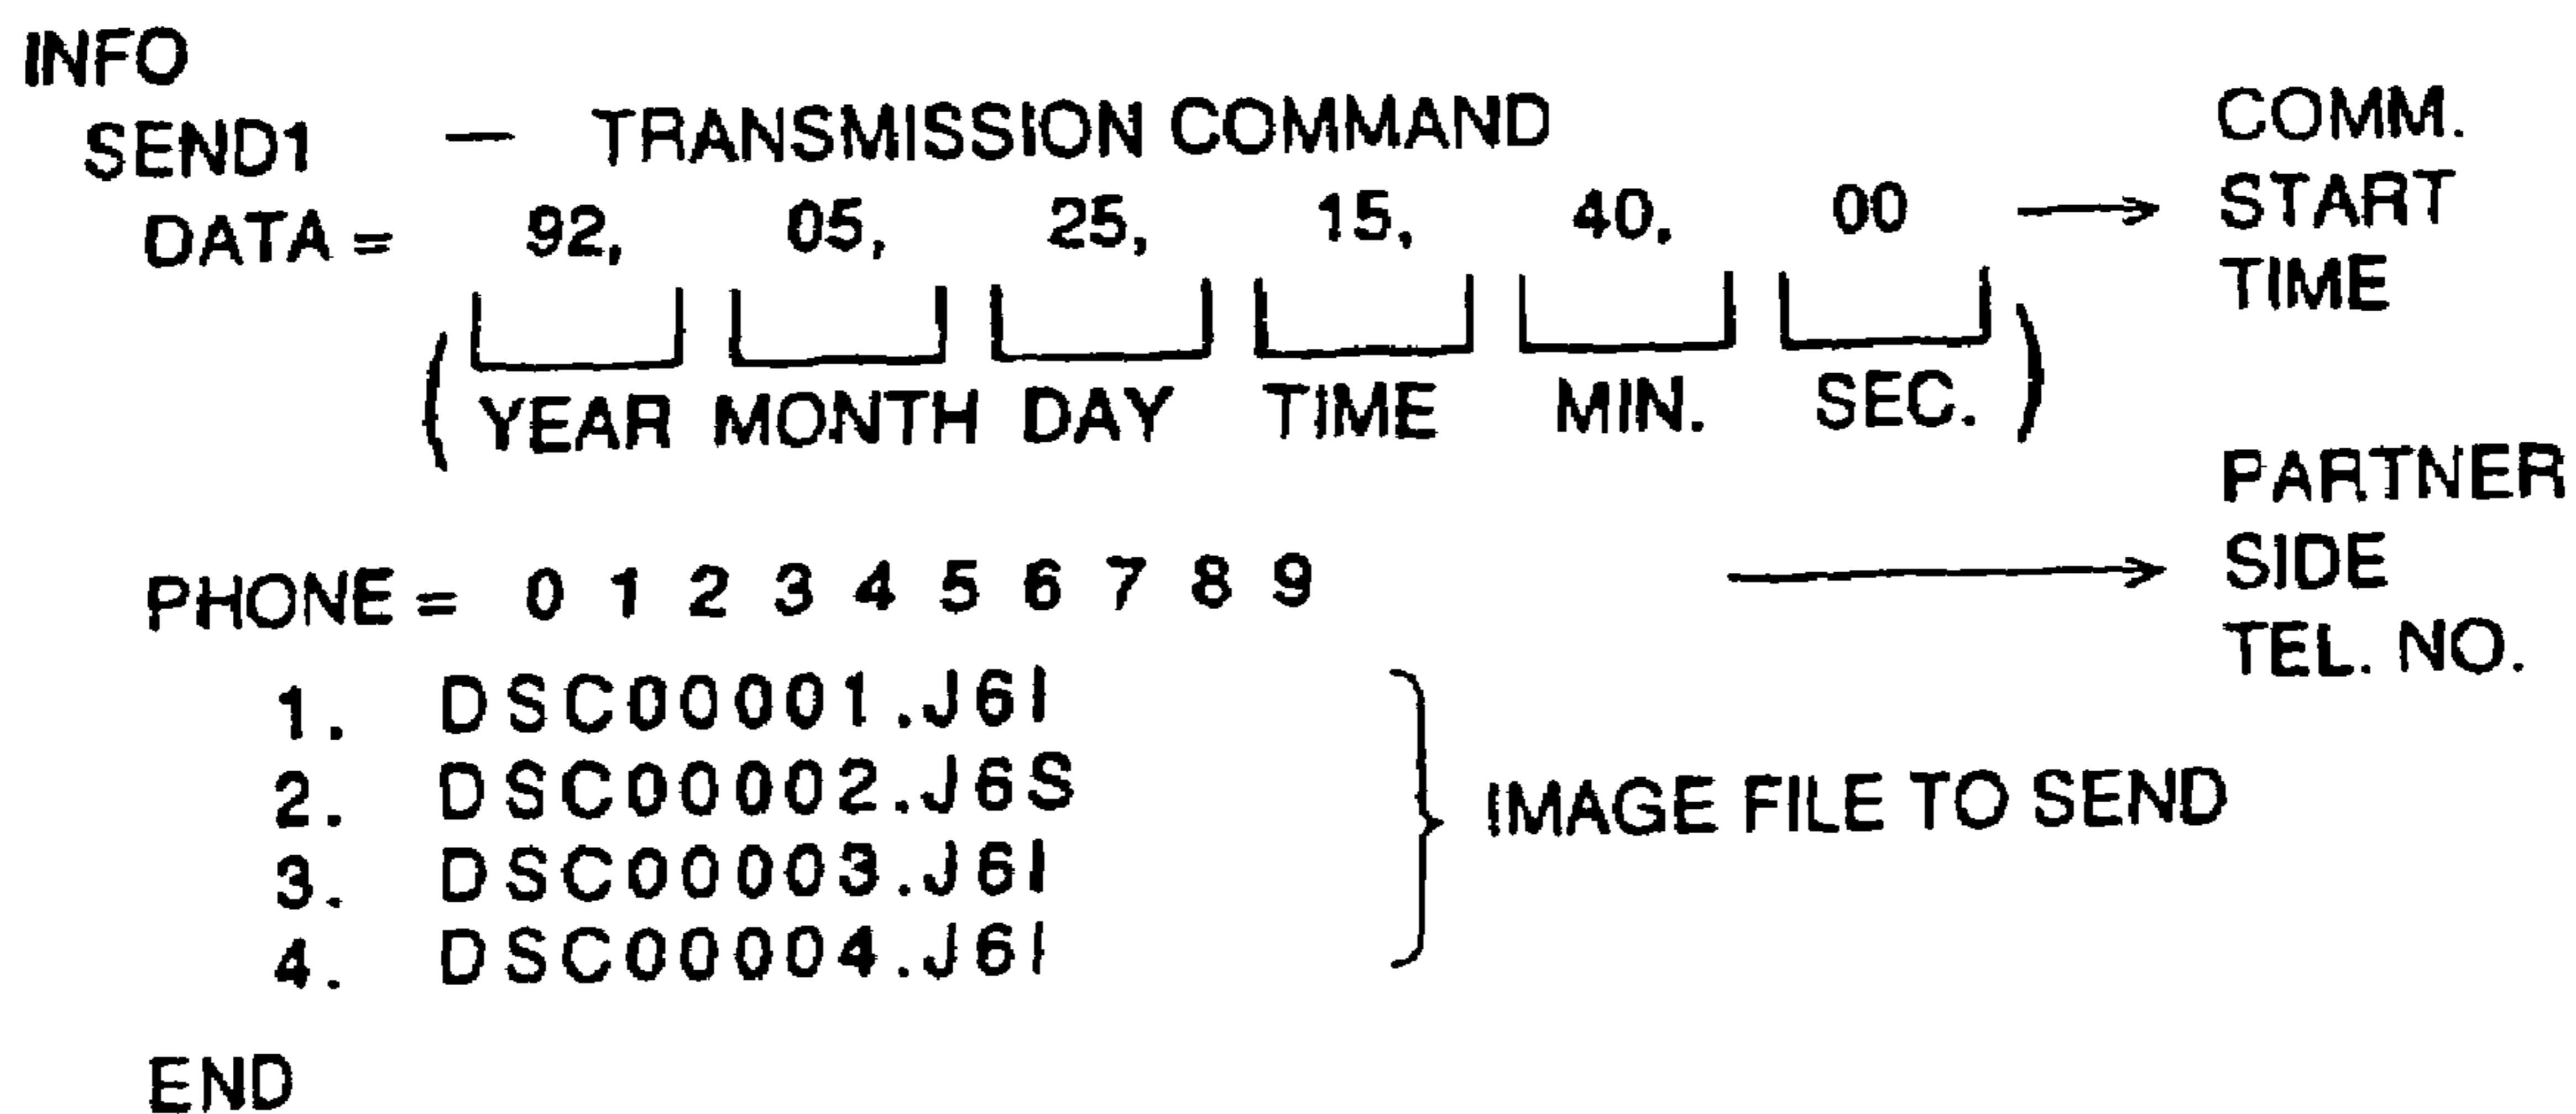 INFO
SEND1 — TRANSMISSION COMMAND
DATA = 92, 05, 25, 15, 40. 00 → COMM. START TIME
( YEAR MONTH DAY TIME MIN. SEC. )
PHONE = 0 1 2 3 4 5 6 7 8 9 → PARTNER SIDE TEL. NO.
1. DSC00001.J6I
2. DSC00002.J6S
3. DSC00003.J6I
4. DSC00004.J6I
IMAGE FILE TO SEND
END